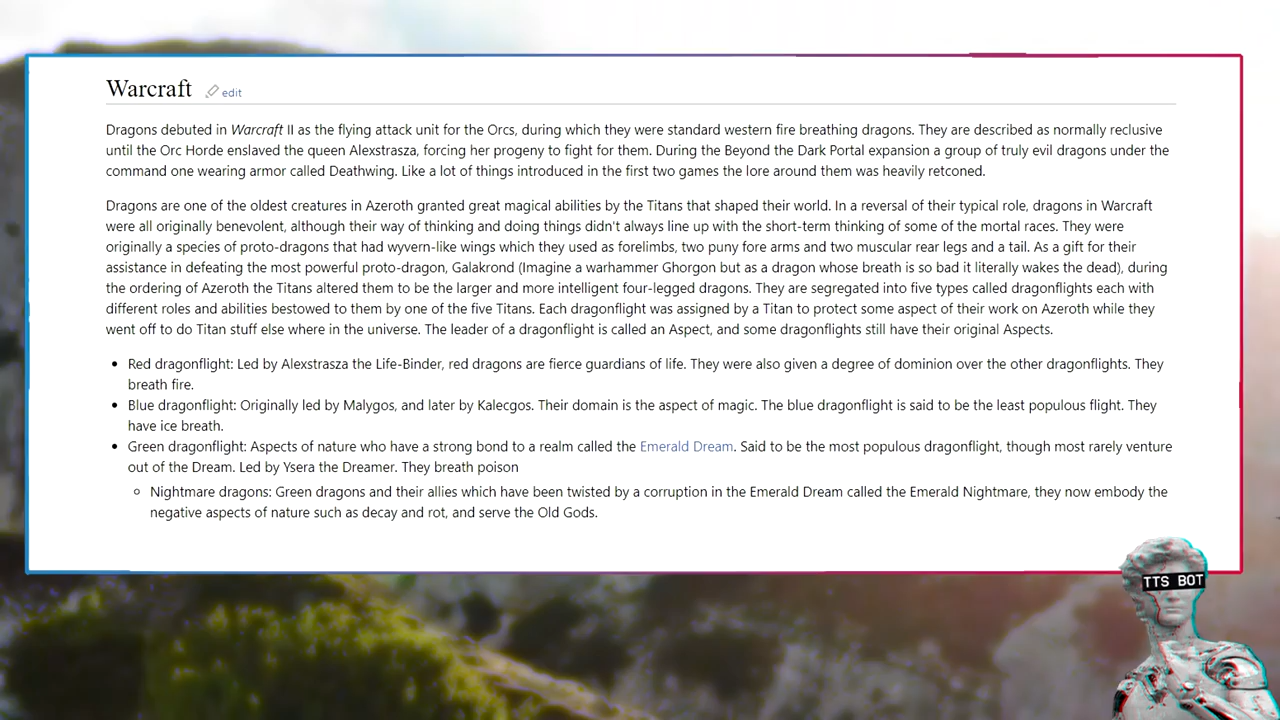 Warcraft edit
Dragons debuted in Warcraft II as the flying attack unit for the Orcs, during which they were standard western fire breathing dragons. They are described as normally reclusive
until the Orc Horde enslaved the queen Alexstrasza, forcing her progeny to fight for them. During the Beyond the Dark Portal expansion a group of truly evil dragons under the
command one wearing armor called Deathwing. Like a lot of things introduced in the first two games the lore around them was heavily retconed.
Dragons are one of the oldest creatures in Azeroth granted great magical abilities by the Titans that shaped their world. In a reversal of their typical role, dragons in Warcraft
were all originally benevolent, although their way of thinking and doing things didn't always line up with the short-term thinking of some of the mortal races. They were
originally a species of proto-dragons that had wyvern-like wings which they used as forelimbs, two puny fore arms and two muscular rear legs and a tail. As a gift for their
assistance in defeating the most powerful proto-dragon, Galakrond (Imagine a warhammer Ghorgon but as a dragon whose breath is so bad it literally wakes the dead), during
the ordering of Azeroth the Titans altered them to be the larger and more intelligent four-legged dragons. They are segregated into five types called dragonflights each with
different roles and abilities bestowed to them by one of the five Titans. Each dragonflight was assigned by a Titan to protect some aspect of their work on Azeroth while they
went off to do Titan stuff else where in the universe. The leader of a dragonflight is called an Aspect, and some dragonflights still have their original Aspects.
• Red dragonflight: Led by Alexstrasza the Life-Binder, red dragons are fierce guardians of life. They were also given a degree of dominion over the other dragonflights. They
breath fire.
• Blue dragonflight: Originally led by Malygos, and later by Kalecgos. Their domain is the aspect of magic. The blue dragonflight is said to be the least populous flight. They
have ice breath.
• Green dragonflight: Aspects of nature who have a strong bond to a realm called the Emerald Dream. Said to be the most populous dragonflight, though most rarely venture
out of the Dream. Led by Ysera the Dreamer. They breath poison
◦ Nightmare dragons: Green dragons and their allies which have been twisted by a corruption in the Emerald Dream called the Emerald Nightmare, they now embody the
negative aspects of nature such as decay and rot, and serve the Old Gods.
TTS BOT